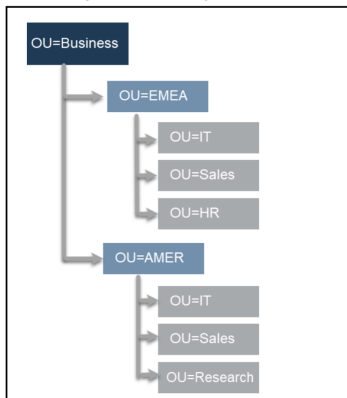 OU=Business
OU=EMEA
OU=IT
OU=Sales
OU=HR
OU=AMER
OU=IT
OU=Sales
OU=Research